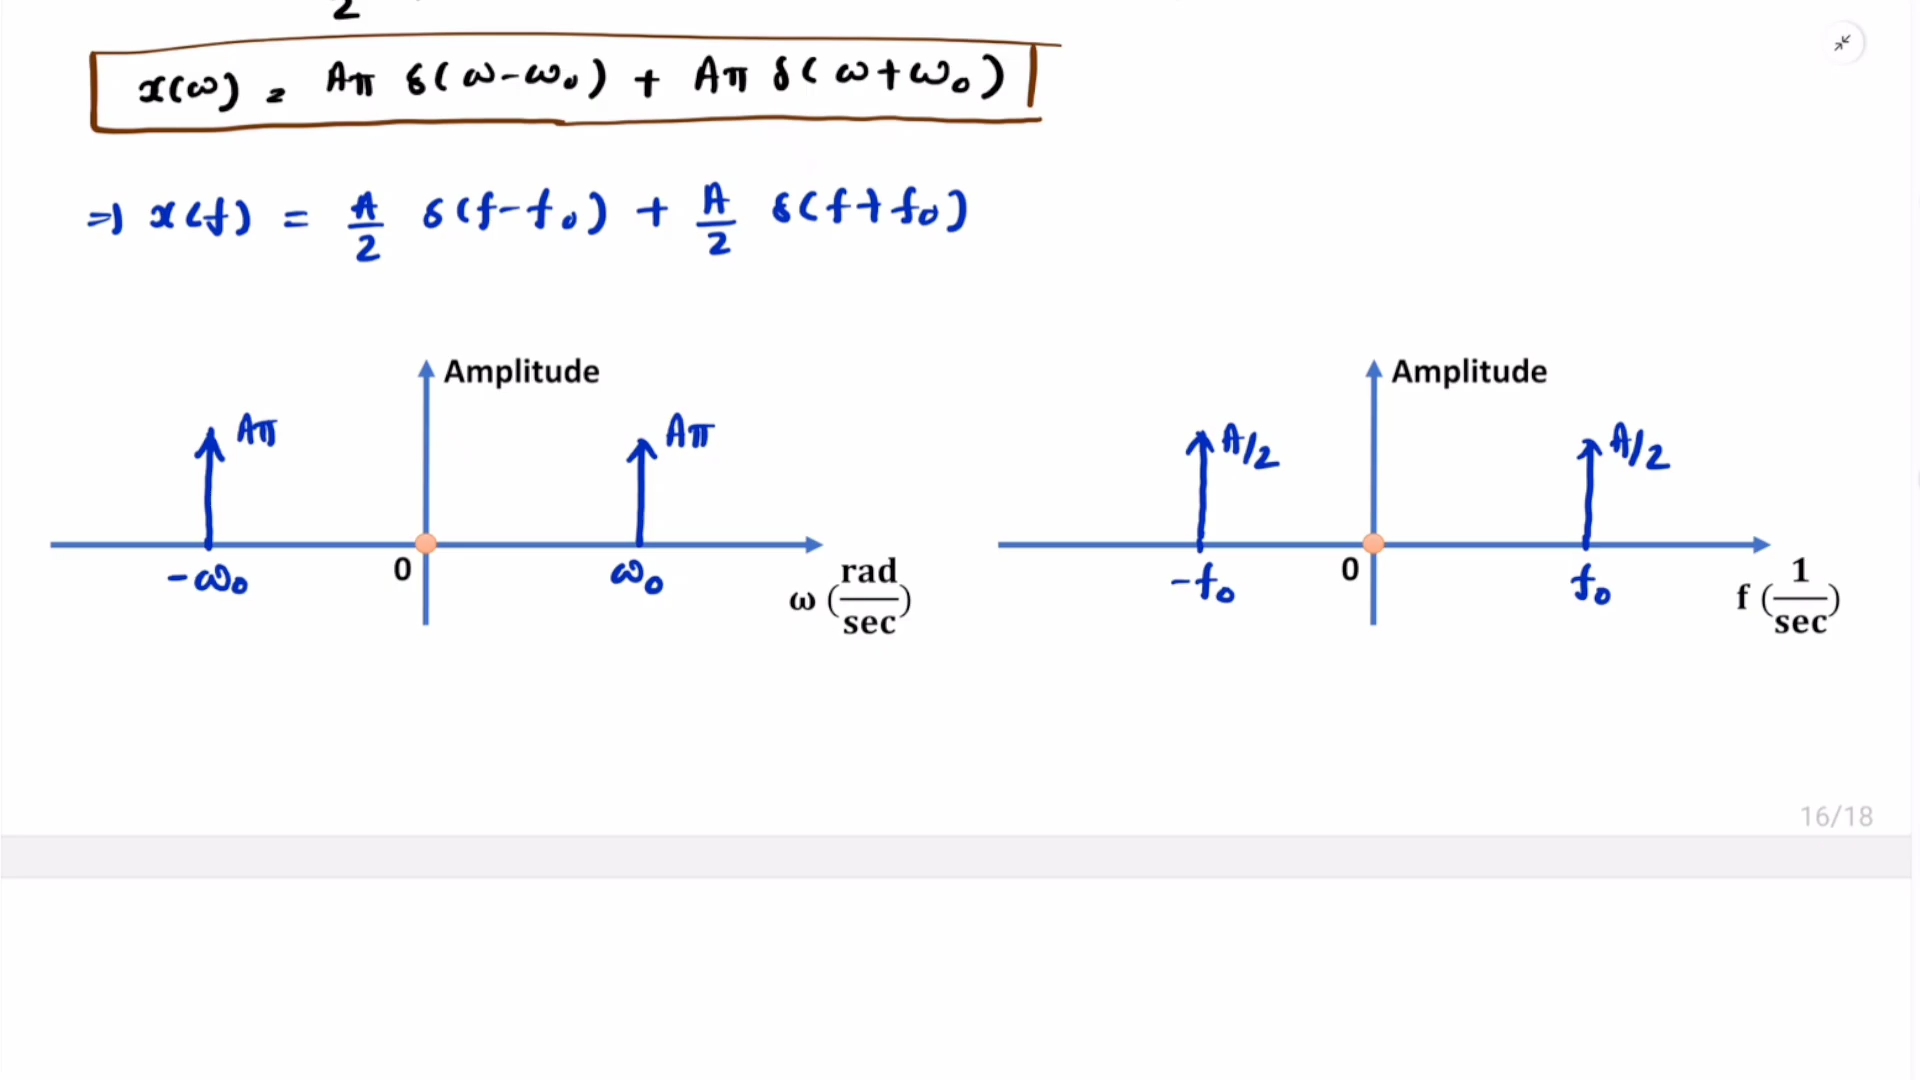 2
x(ω) = Aπ δ(ω-ω₀) + Aπ δ(ω+ω₀)
⇒ x(f) = A/2 δ(f-f₀) + A/2 δ(f+f₀)
Amplitude
Aπ
Aπ
-ω₀
0
ω₀
ω (rad/sec)
Amplitude
A/2
A/2
-f₀
0
f₀
f (1/sec)
16/18